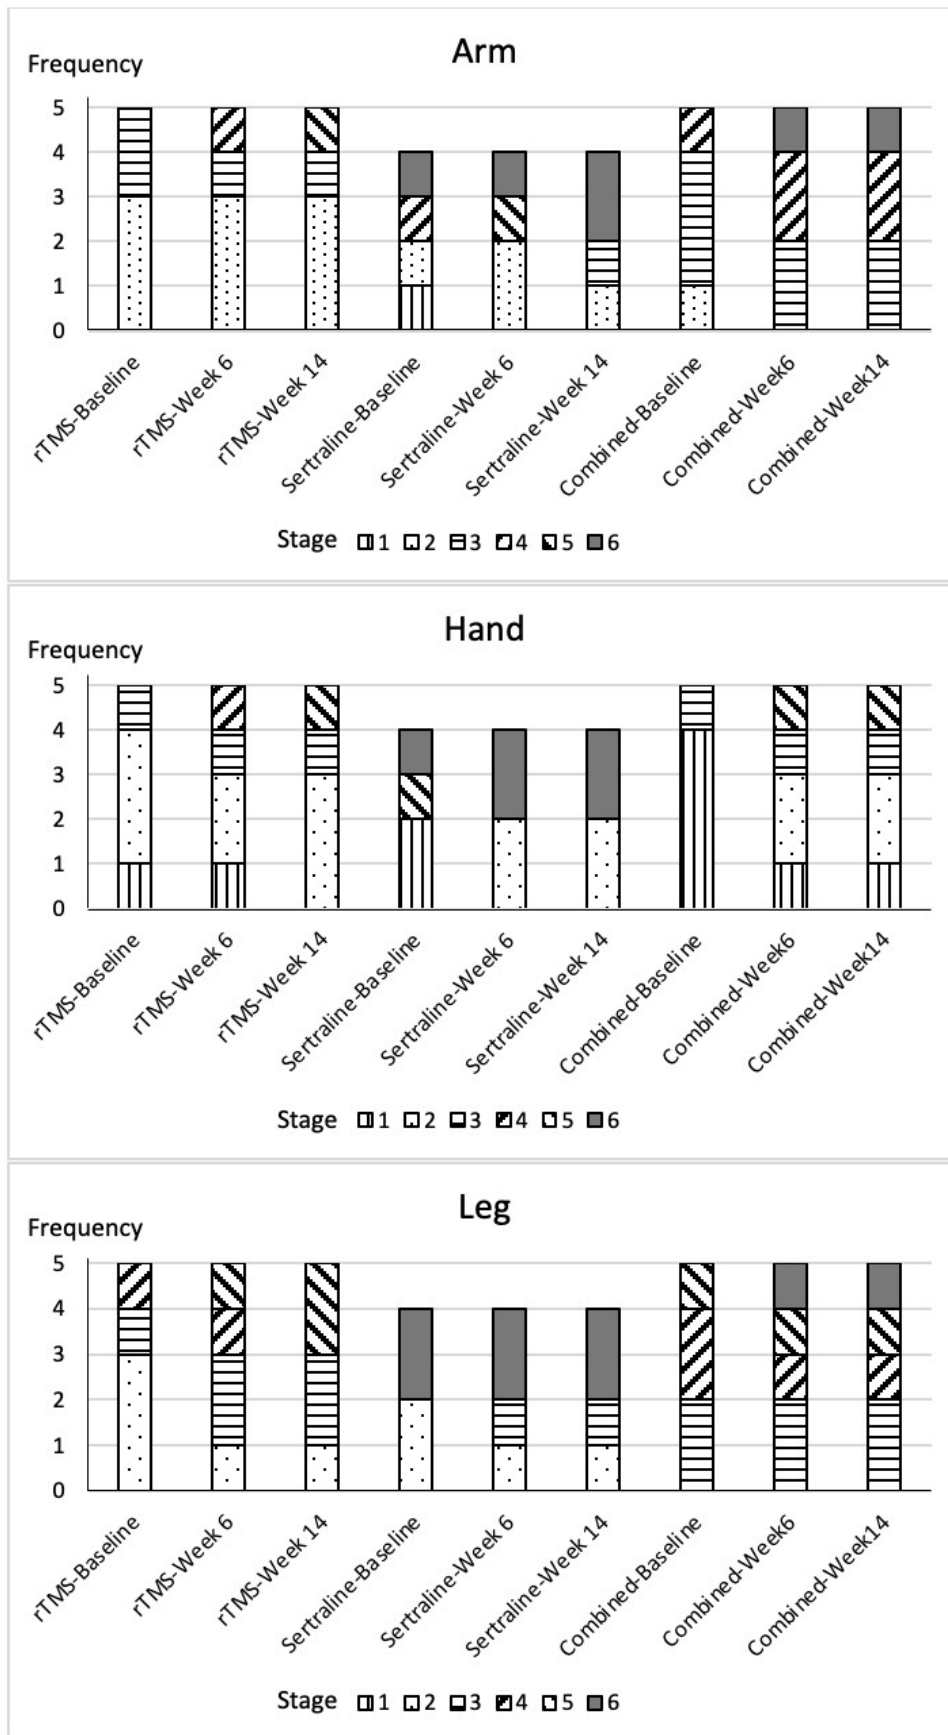 Arm
Frequency
5
4
3
2
1
0
rTMS-Baseline
rTMS-Week 6
rTMS-Week 14
Sertraline-Baseline
Sertraline-Week 6
Sertraline-Week 14
Combined-Baseline
Combined-Week6
Combined-Week14
Stage 1 2 3 4 5 6
Hand
Frequency
5
4
3
2
1
0
rTMS-Baseline
rTMS-Week 6
rTMS-Week 14
Sertraline-Baseline
Sertraline-Week 6
Sertraline-Week 14
Combined-Baseline
Combined-Week6
Combined-Week14
Stage 1 2 3 4 5 6
Leg
Frequency
5
4
3
2
1
0
rTMS-Baseline
rTMS-Week 6
rTMS-Week 14
Sertraline-Baseline
Sertraline-Week 6
Sertraline-Week 14
Combined-Baseline
Combined-Week6
Combined-Week14
Stage 1 2 3 4 5 6